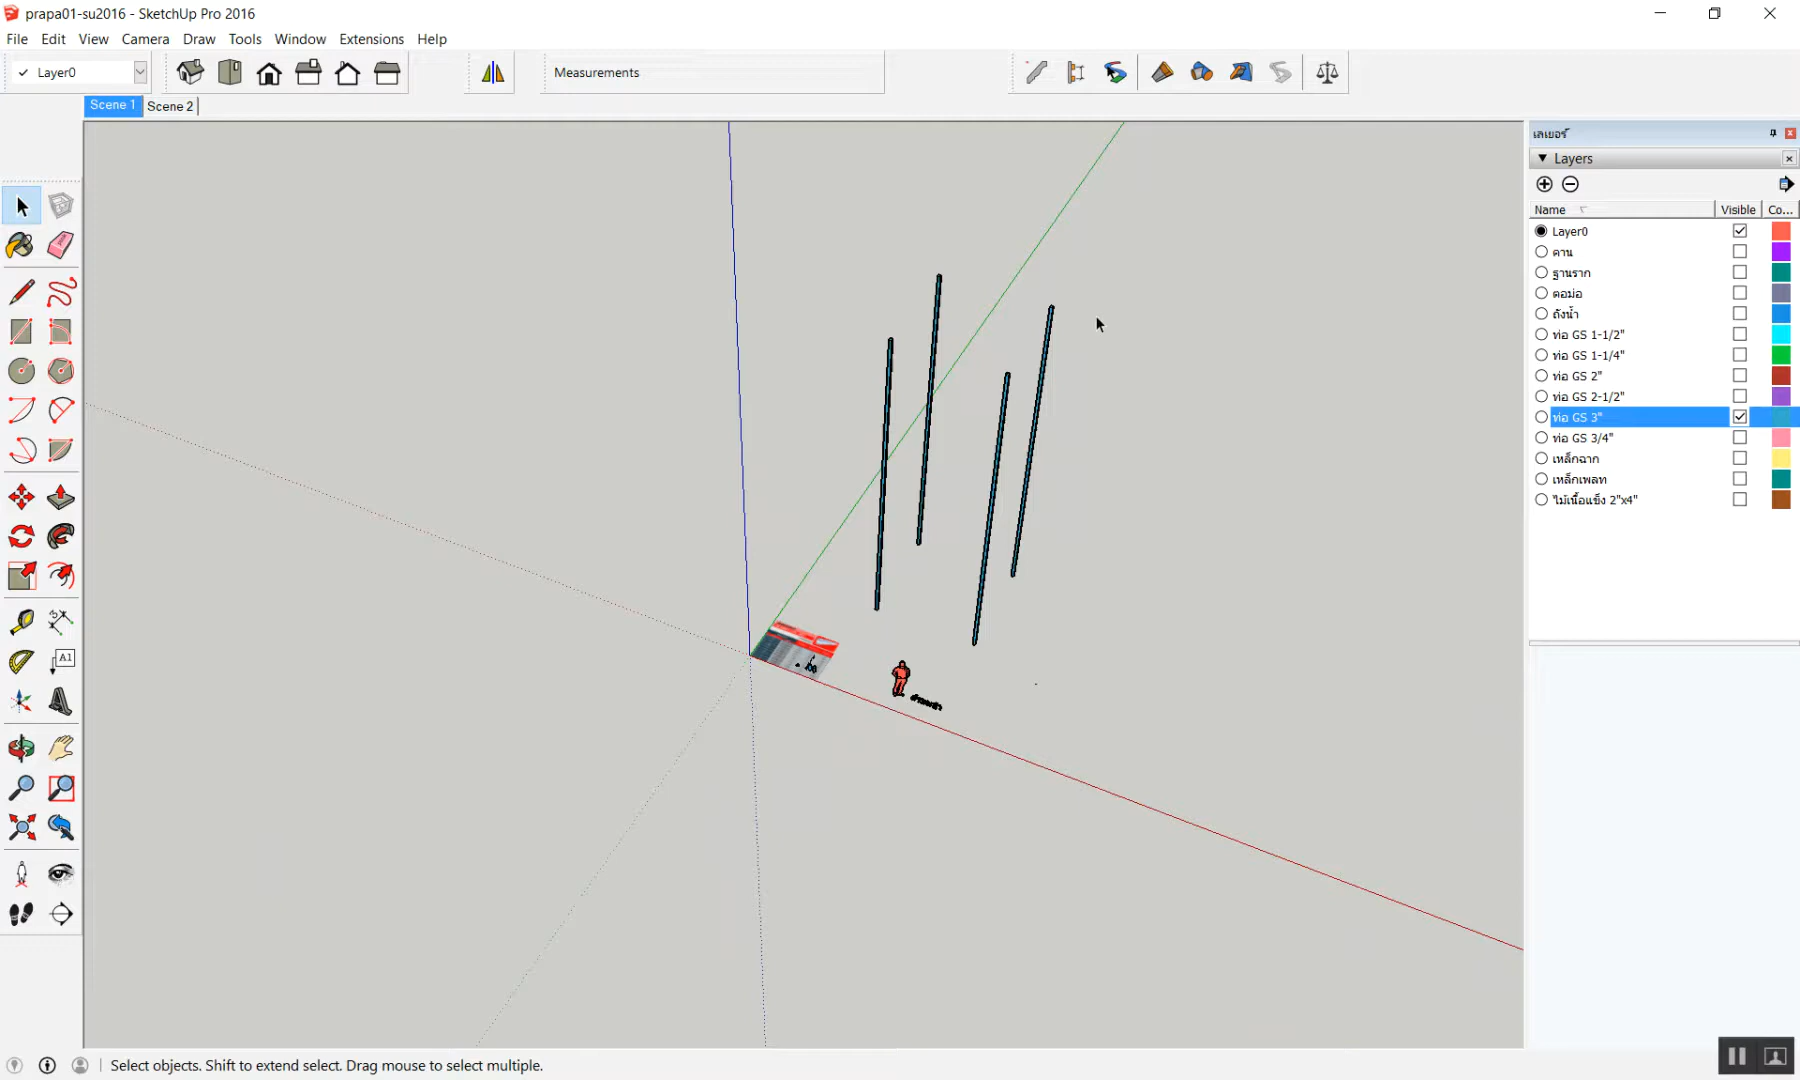 prapa01-su2016 - SketchUp Pro 2016
File Edit View Camera Draw Tools Window Extensions Help
Layer0
Measurements
Scene 1 Scene 2
เลเยอร์
Layers
Name Visible Co...
Layer0
คาน
ฐานราก
ตอม่อ
ถังน้ำ
ท่อ GS 1-1/2"
ท่อ GS 1-1/4"
ท่อ GS 2"
ท่อ GS 2-1/2"
ท่อ GS 3"
ท่อ GS 3/4"
เหล็กฉาก
เหล็กเพลท
ไม้เนื้อแข็ง 2"x4"
A1
Select objects. Shift to extend select. Drag mouse to select multiple.